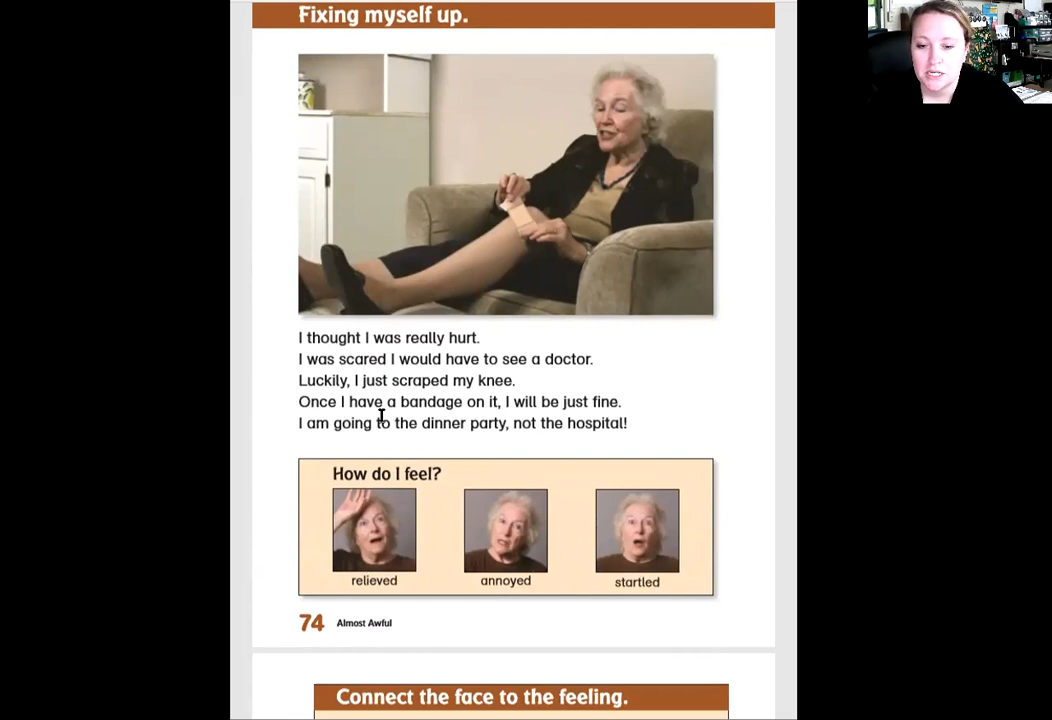 Fixing myself up.
I thought I was really hurt.
I was scared I would have to see a doctor.
Luckily, I just scraped my knee.
Once I have a bandage on it, I will be just fine.
I am going to the dinner party, not the hospital!
How do I feel?
relieved annoyed startled
74 Almost Awful
Connect the face to the feeling.